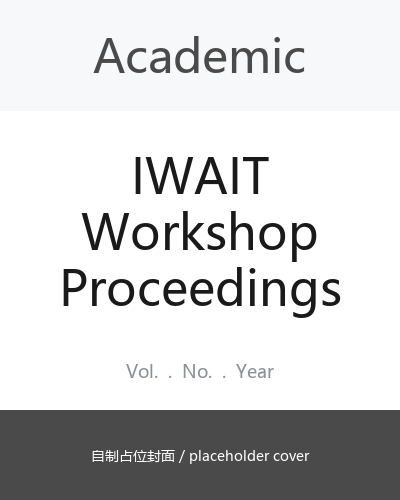 Academic
IWAIT
Workshop
Proceedings
Vol. . No. . Year
自制占位封面 / placeholder cover